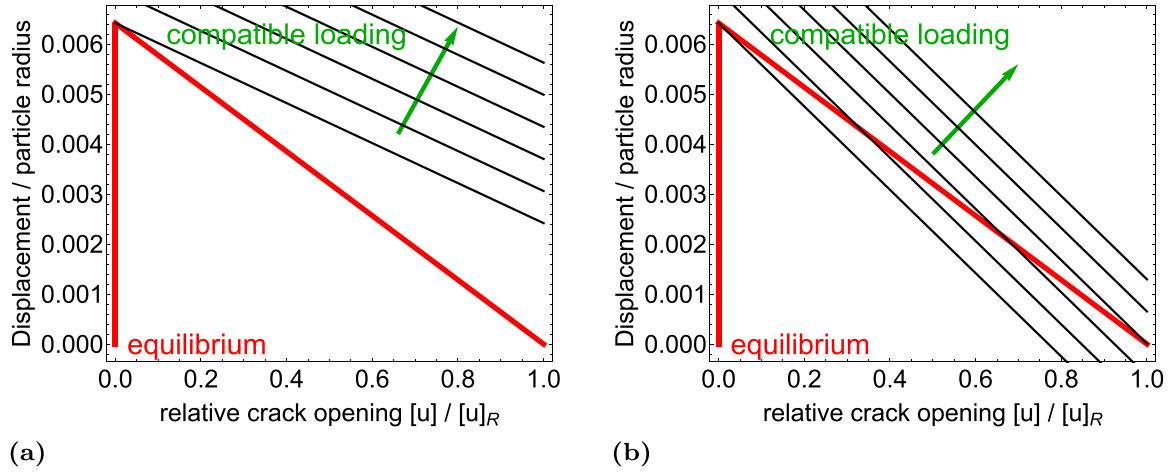 Displacement / particle radius
0.006
0.005
0.004
0.003
0.002
0.001
0.000
compatible loading
equilibrium
0.0 0.2 0.4 0.6 0.8 1.0
relative crack opening [u] / [u]R
(a)
Displacement / particle radius
0.006
0.005
0.004
0.003
0.002
0.001
0.000
compatible loading
equilibrium
0.0 0.2 0.4 0.6 0.8 1.0
relative crack opening [u] / [u]R
(b)